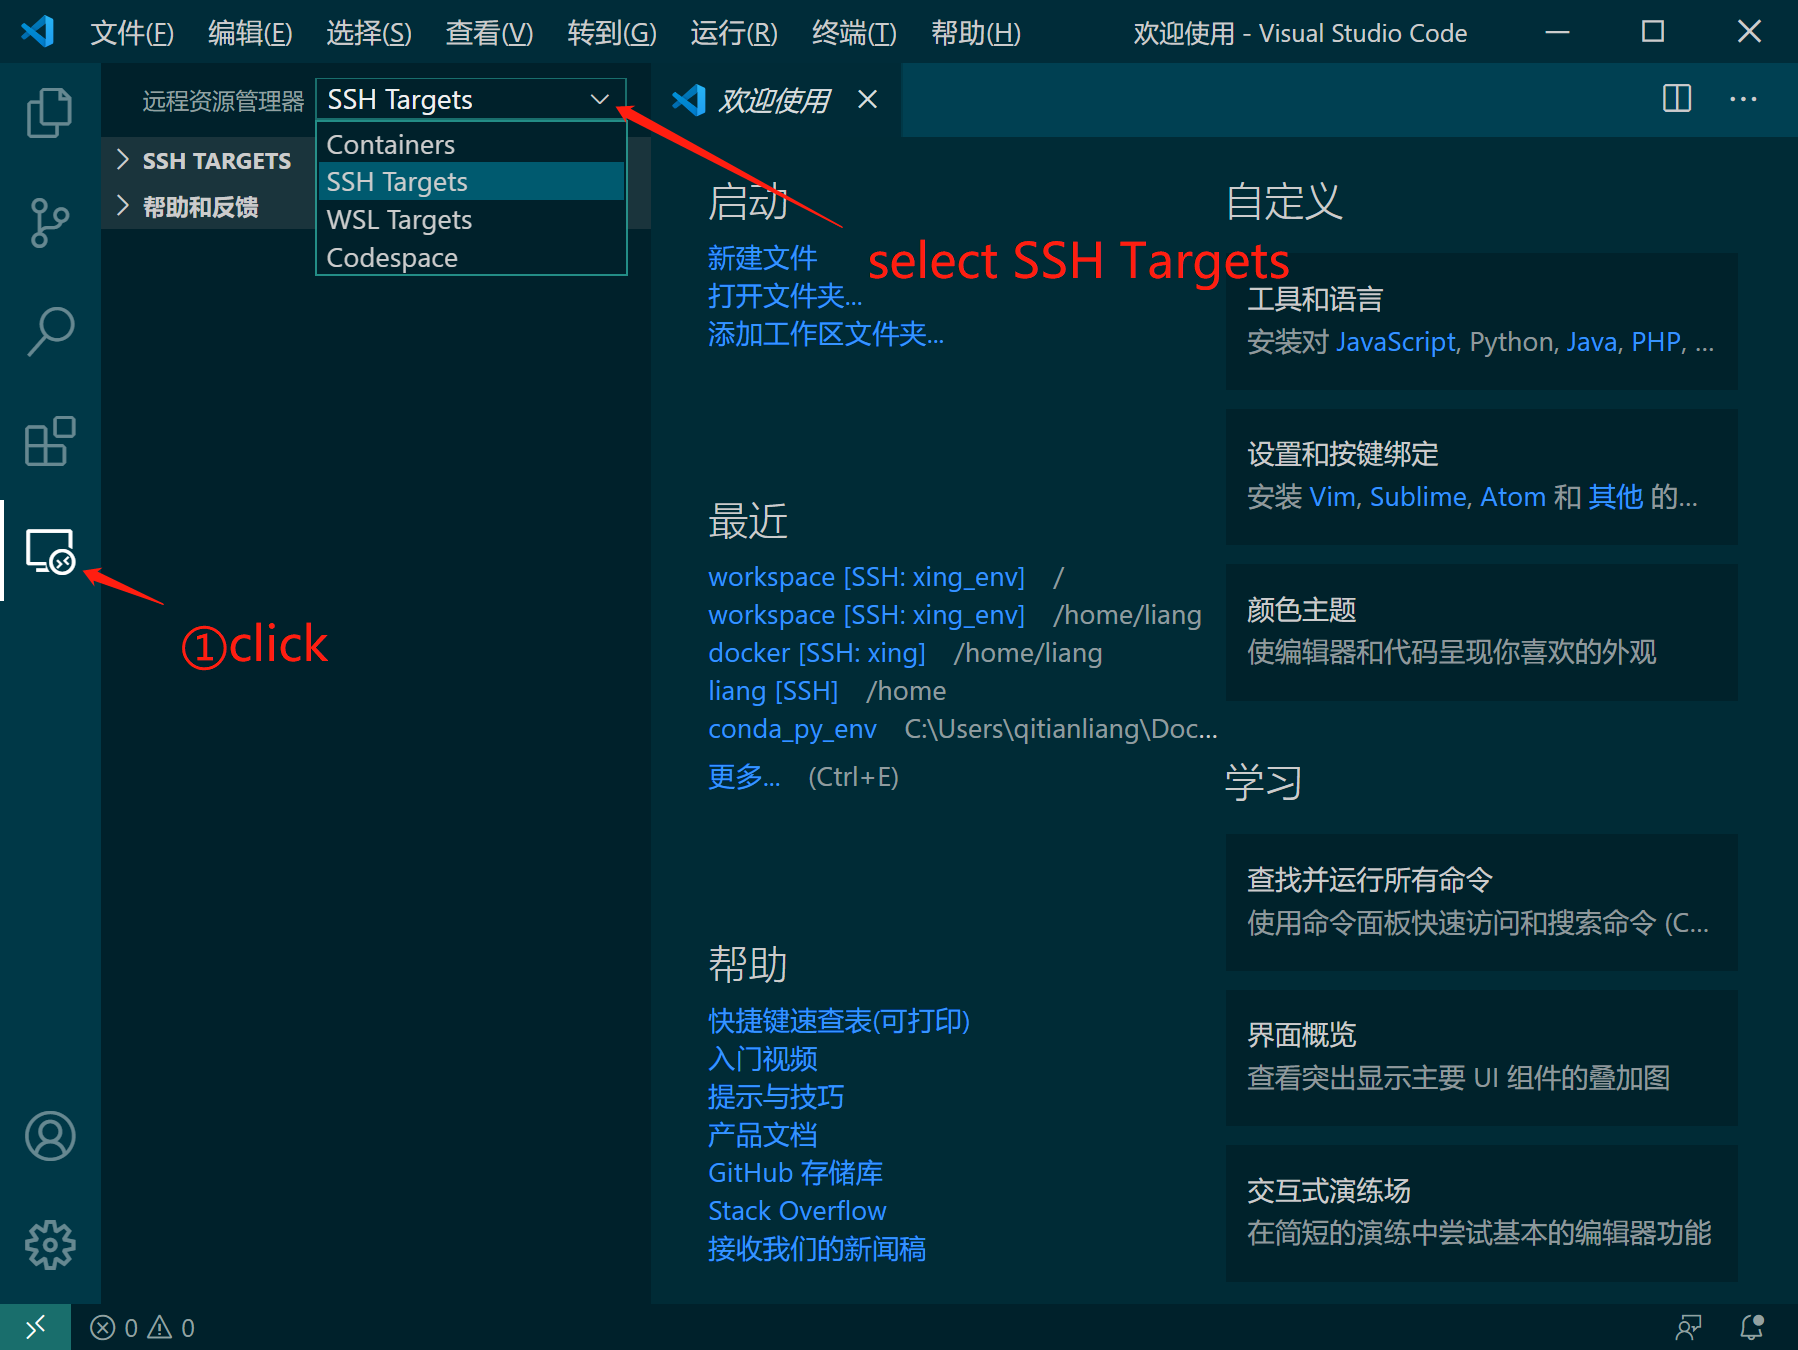 文件(F) 编辑(E) 选择(S) 查看(V) 转到(G) 运行(R) 终端(T) 帮助(H) 欢迎使用 - Visual Studio Code
远程资源管理器 SSH Targets
欢迎使用
Containers
SSH Targets
WSL Targets
Codespace
SSH TARGETS
帮助和反馈
select SSH Targets
①click
启动
新建文件
打开文件夹...
添加工作区文件夹...
最近
workspace [SSH: xing_env] /
workspace [SSH: xing_env] /home/liang
docker [SSH: xing] /home/liang
liang [SSH] /home
conda_py_env C:\Users\qitianliang\Doc...
更多... (Ctrl+E)
帮助
快捷键速查表(可打印)
入门视频
提示与技巧
产品文档
GitHub 存储库
Stack Overflow
接收我们的新闻稿
自定义
工具和语言
安装对 JavaScript, Python, Java, PHP, ...
设置和按键绑定
安装 Vim, Sublime, Atom 和 其他 的...
颜色主题
使编辑器和代码呈现你喜欢的外观
学习
查找并运行所有命令
使用命令面板快速访问和搜索命令 (C...
界面概览
查看突出显示主要 UI 组件的叠加图
交互式演练场
在简短的演练中尝试基本的编辑器功能
0 0